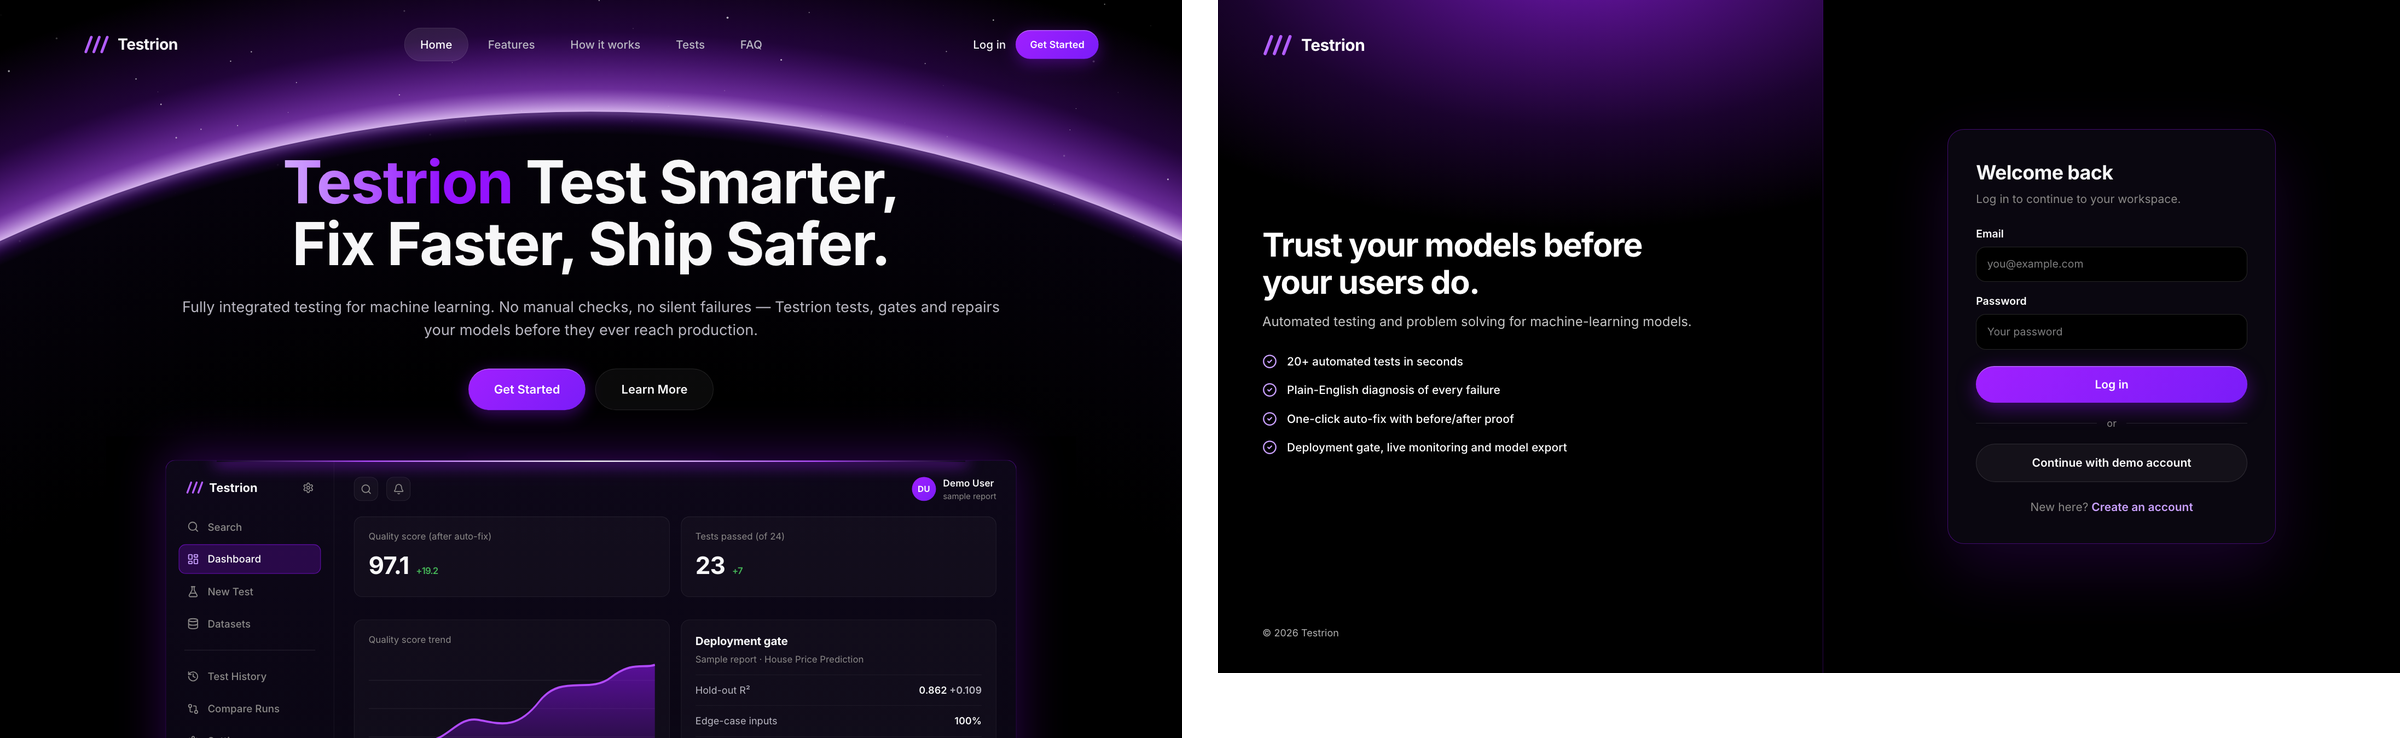 Testrion
Home
Features
How it works
Tests
FAQ
Log in
Get Started
Testrion Test Smarter,
Fix Faster, Ship Safer.
Fully integrated testing for machine learning. No manual checks, no silent failures — Testrion tests, gates and repairs
your models before they ever reach production.
Get Started
Learn More
Testrion
Search
Dashboard
New Test
Datasets
Test History
Compare Runs
DU
Demo User
sample report
Quality score (after auto-fix)
97.1 +19.2
Tests passed (of 24)
23 +7
Quality score trend
Deployment gate
Sample report · House Price Prediction
Hold-out R² 0.862 +0.109
Edge-case inputs 100%
Testrion
Trust your models before
your users do.
Automated testing and problem solving for machine-learning models.
20+ automated tests in seconds
Plain-English diagnosis of every failure
One-click auto-fix with before/after proof
Deployment gate, live monitoring and model export
© 2026 Testrion
Welcome back
Log in to continue to your workspace.
Email
you@example.com
Password
Your password
Log in
or
Continue with demo account
New here? Create an account